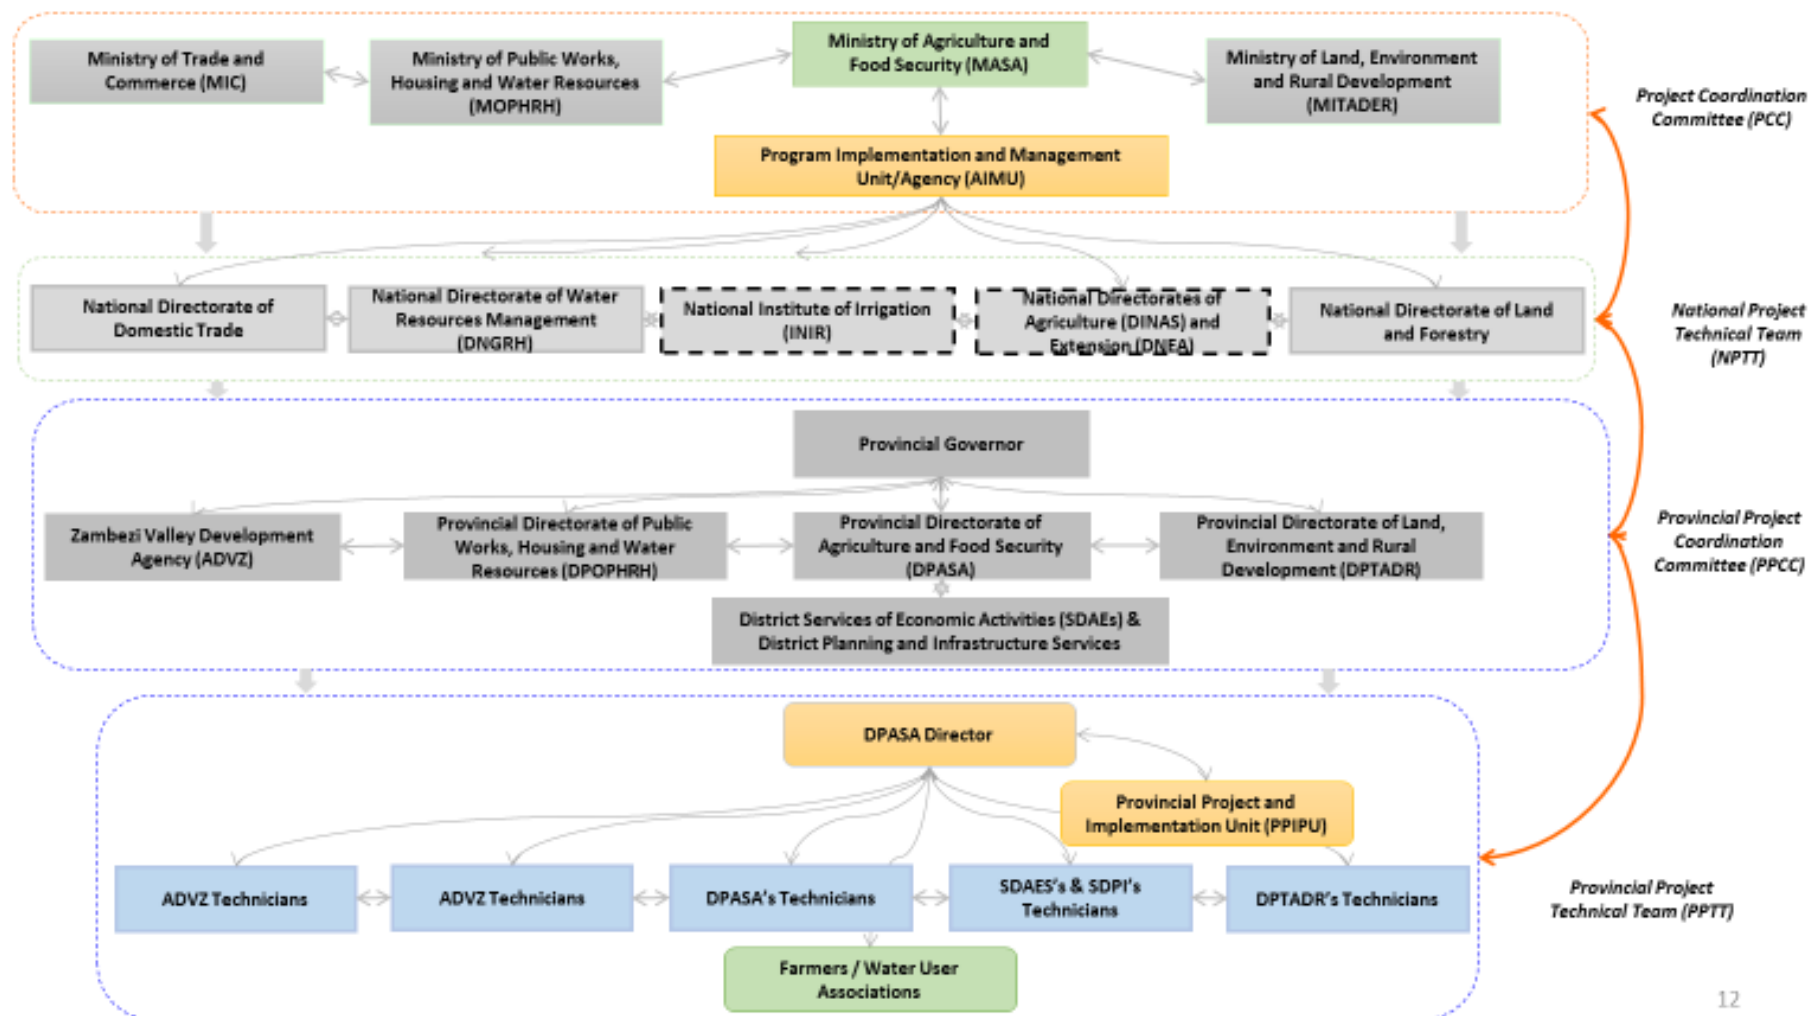 Ministry of Trade and
Commerce (MIC)
Ministry of Public Works,
Housing and Water Resources
(MOPHRH)
Ministry of Agriculture and
Food Security (MASA)
Ministry of Land, Environment
and Rural Development
(MITADER)
Project Coordination
Committee (PCC)
Program Implementation and Management
Unit/Agency (AIMU)
National Directorate of
Domestic Trade
National Directorate of Water
Resources Management
(DNGRH)
National Institute of Irrigation
(INIR)
National Directorates of
Agriculture (DINAS) and
Extension (DNEA)
National Directorate of Land
and Forestry
National Project
Technical Team
(NPTT)
Provincial Governor
Zambezi Valley Development
Agency (ADVZ)
Provincial Directorate of Public
Works, Housing and Water
Resources (DPOPHRH)
Provincial Directorate of
Agriculture and Food Security
(DPASA)
Provincial Directorate of Land,
Environment and Rural
Development (DPTADR)
Provincial Project
Coordination
Committee (PPCC)
District Services of Economic Activities (SDAEs) &
District Planning and Infrastructure Services
DPASA Director
Provincial Project and
Implementation Unit (PPIPU)
ADVZ Technicians
ADVZ Technicians
DPASA's Technicians
SDAES's & SDPI's
Technicians
DPTADR's Technicians
Provincial Project
Technical Team (PPTT)
Farmers / Water User
Associations
12